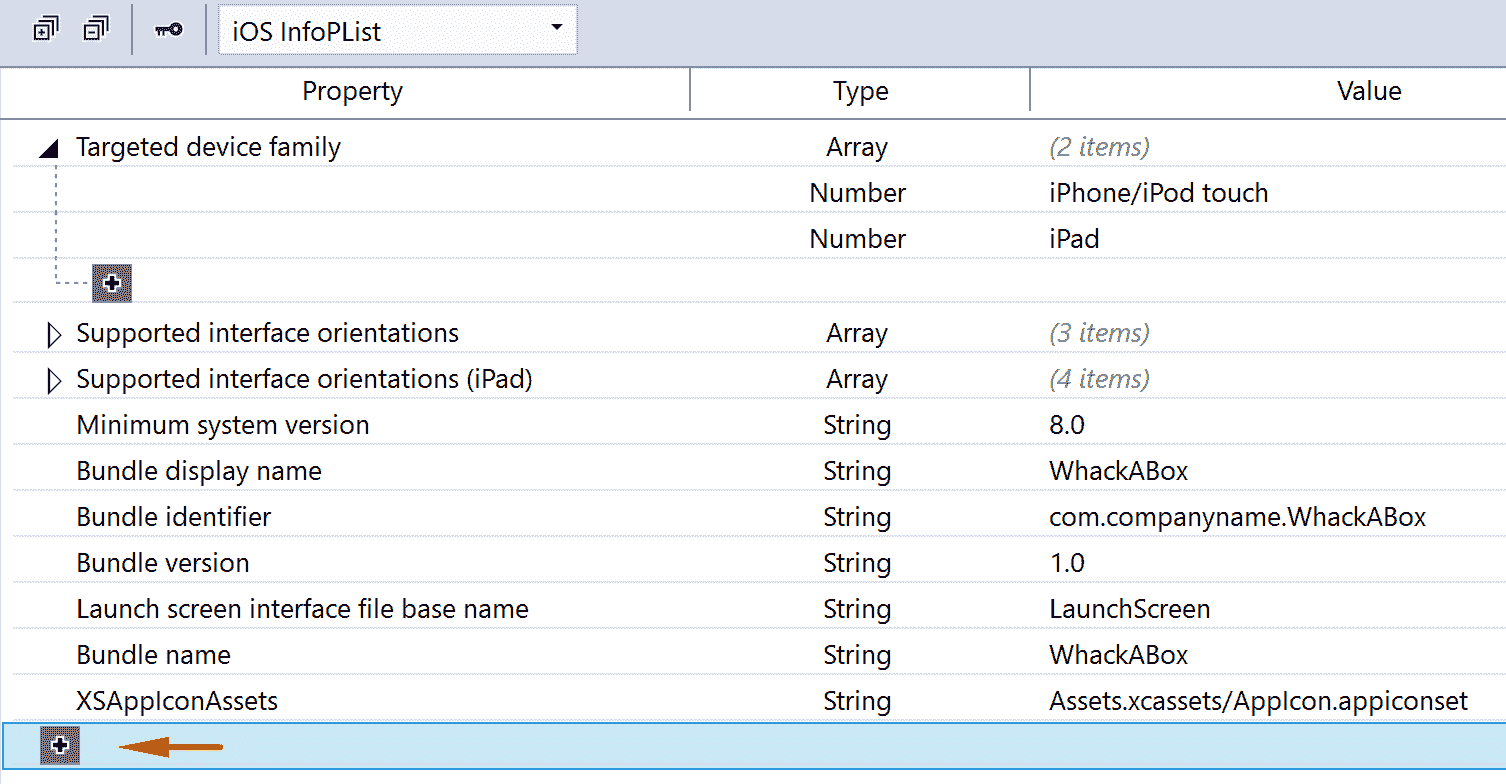 iOS InfoPList
Property Type Value
Targeted device family Array (2 items)
Number iPhone/iPod touch
Number iPad
Supported interface orientations Array (3 items)
Supported interface orientations (iPad) Array (4 items)
Minimum system version String 8.0
Bundle display name String WhackABox
Bundle identifier String com.companyname.WhackABox
Bundle version String 1.0
Launch screen interface file base name String LaunchScreen
Bundle name String WhackABox
XSAppIconAssets String Assets.xcassets/AppIcon.appiconset